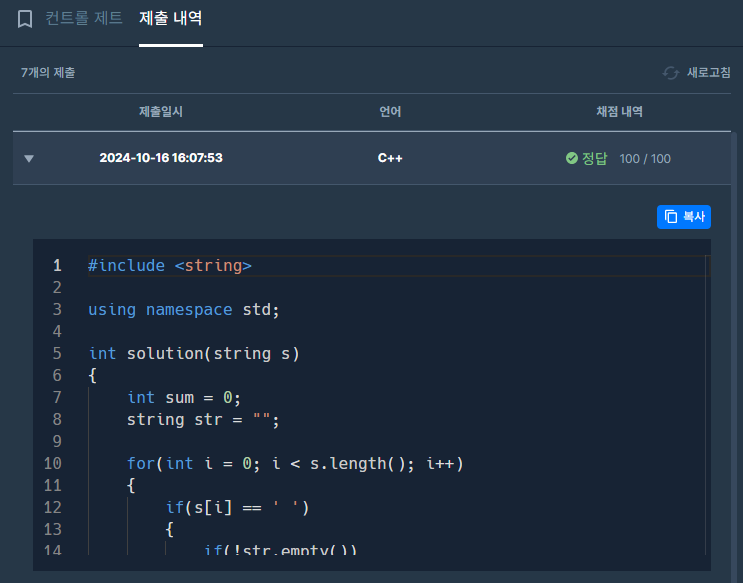 컨트롤 제트 제출 내역
7개의 제출 새로고침
제출일시 언어 채점 내역
2024-10-16 16:07:53 C++ 정답 100 / 100
복사
1 #include <string>
2
3 using namespace std;
4
5 int solution(string s)
6 {
7 int sum = 0;
8 string str = "";
9
10 for(int i = 0; i < s.length(); i++)
11 {
12 if(s[i] == ' ')
13 {
14 if(!str.empty())